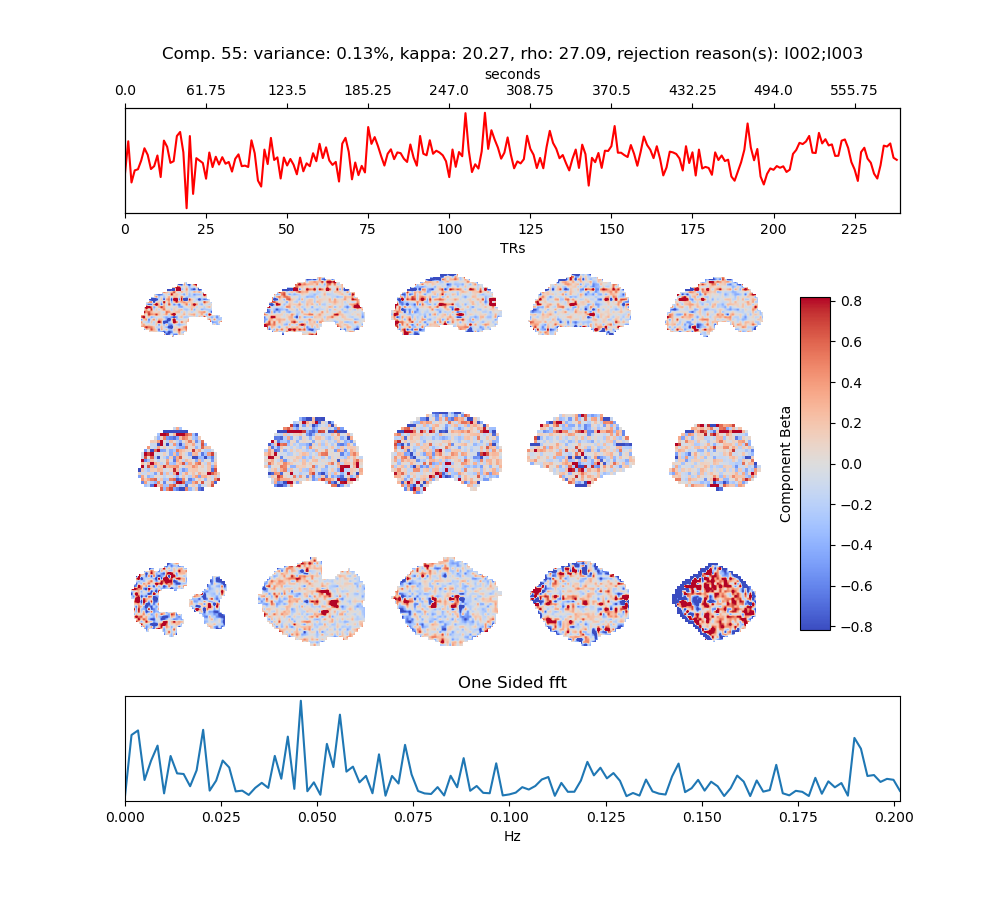 Comp. 55: variance: 0.13%, kappa: 20.27, rho: 27.09, rejection reason(s): I002;I003
seconds
0.0 61.75 123.5 185.25 247.0 308.75 370.5 432.25 494.0 555.75
0 25 50 75 100 125 150 175 200 225
TRs
0.8
0.6
0.4
0.2
0.0
−0.2
−0.4
−0.6
−0.8
Component Beta
One Sided fft
0.000 0.025 0.050 0.075 0.100 0.125 0.150 0.175 0.200
Hz